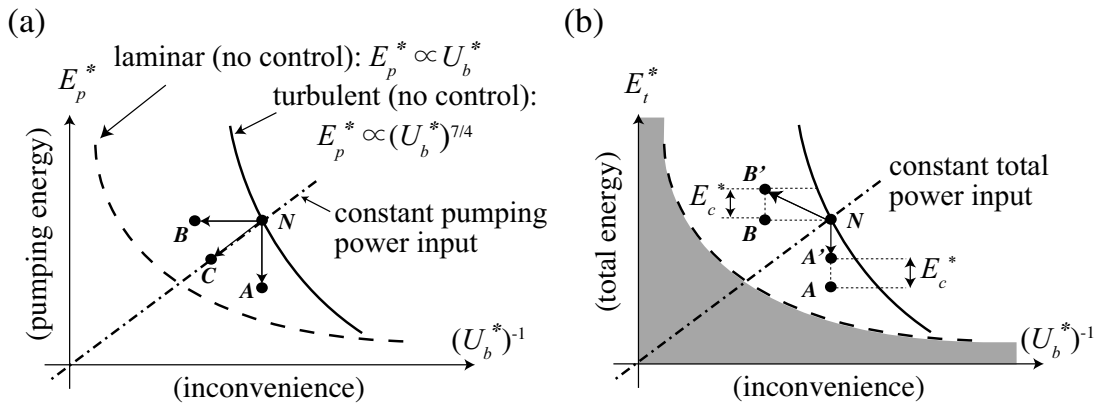 (a)
laminar (no control): E_p^* ∝ U_b^*
E_p^*
turbulent (no control):
E_p^* ∝ (U_b^*)^{7/4}
(pumping energy)
B
N
constant pumping
power input
C
A
(U_b^*)^{-1}
(inconvenience)
(b)
E_t^*
(total energy)
constant total
power input
B'
E_c^*
B
N
A'
E_c^*
A
(U_b^*)^{-1}
(inconvenience)